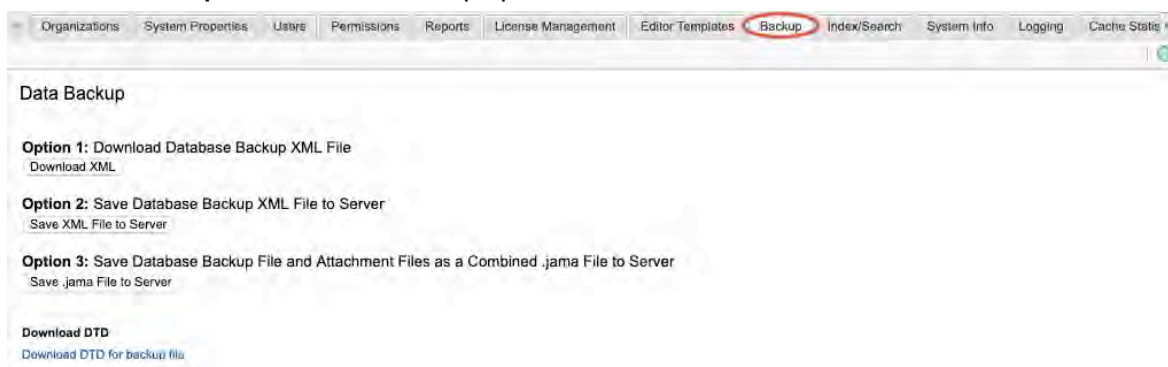 Organizations System Properties Users Permissions Reports License Management Editor Templates Backup Index/Search System Info Logging Cache Statis
Data Backup
Option 1: Download Database Backup XML File
Download XML
Option 2: Save Database Backup XML File to Server
Save XML File to Server
Option 3: Save Database Backup File and Attachment Files as a Combined .jama File to Server
Save .jama File to Server
Download DTD
Download DTD for backup file